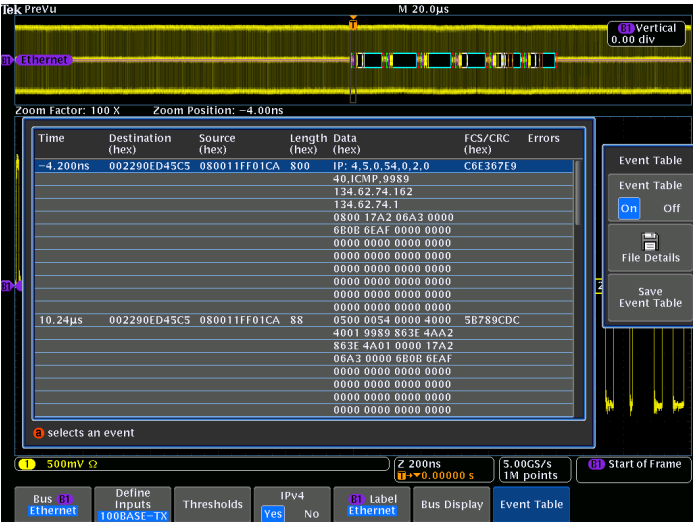 Tek PreVu M 20.0µs
B1 Vertical
0.00 div
B1 Ethernet
Zoom Factor: 100 X Zoom Position: −4.00ns
Time Destination Source Length Data FCS/CRC Errors
(hex) (hex) (hex) (hex) (hex)
−4.200ns 002290ED45C5 080011FF01CA 800 IP: 4,5,0,54,0,2,0 C6E367E9
40,ICMP,9989
134.62.74.162
134.62.74.1
0800 17A2 06A3 0000
6B0B 6EAF 0000 0000
0000 0000 0000 0000
0000 0000 0000 0000
0000 0000 0000 0000
0000 0000 0000 0000
0000 0000 0000 0000
0000 0000 0000 0000
10.24µs 002290ED45C5 080011FF01CA 88 0500 0054 0000 4000 5B789CDC
4001 9989 863E 4AA2
863E 4A01 0000 17A2
06A3 0000 6B0B 6EAF
0000 0000 0000 0000
0000 0000 0000 0000
0000 0000 0000 0000
0000 0000 0000 0000
a selects an event
Event Table
Event Table
On Off
File Details
Save
Event Table
B1
Z
1 500mV Ω
Z 200ns
T→▼0.00000 s
5.00GS/s
1M points
B1 Start of Frame
Bus B1
Ethernet
Define
Inputs
100BASE−TX
Thresholds
IPv4
Yes No
B1 Label
Ethernet
Bus Display
Event Table